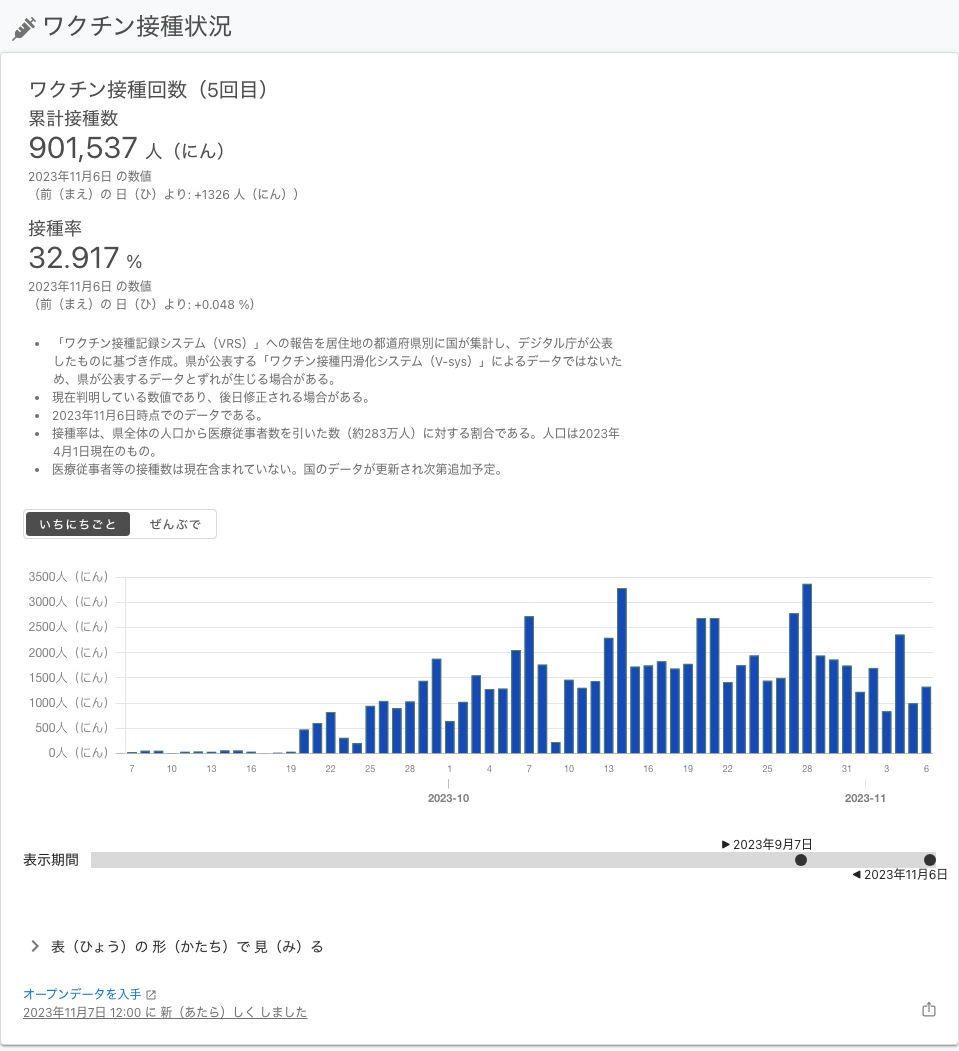 ワクチン接種状況
ワクチン接種回数（5回目）
累計接種数
901,537 人（にん）
2023年11月6日 の数値
（前（まえ）の 日（ひ）より: +1326 人（にん））
接種率
32.917 %
2023年11月6日 の数値
（前（まえ）の 日（ひ）より: +0.048 %）
• 「ワクチン接種記録システム（VRS）」への報告を居住地の都道府県別に国が集計し、デジタル庁が公表
したものに基づき作成。県が公表する「ワクチン接種円滑化システム（V-sys）」によるデータではないた
め、県が公表するデータとずれが生じる場合がある。
• 現在判明している数値であり、後日修正される場合がある。
• 2023年11月6日時点でのデータである。
• 接種率は、県全体の人口から医療従事者数を引いた数（約283万人）に対する割合である。人口は2023年
4月1日現在のもの。
• 医療従事者等の接種数は現在含まれていない。国のデータが更新され次第追加予定。
いちにちごと ぜんぶで
3500人（にん）
3000人（にん）
2500人（にん）
2000人（にん）
1500人（にん）
1000人（にん）
500人（にん）
0人（にん）
7 10 13 16 19 22 25 28 1 4 7 10 13 16 19 22 25 28 31 3 6
2023-10 2023-11
▶ 2023年9月7日
表示期間
◀ 2023年11月6日
表（ひょう）の 形（かたち）で 見（み）る
オープンデータを入手
2023年11月7日 12:00 に 新（あたら）しく しました